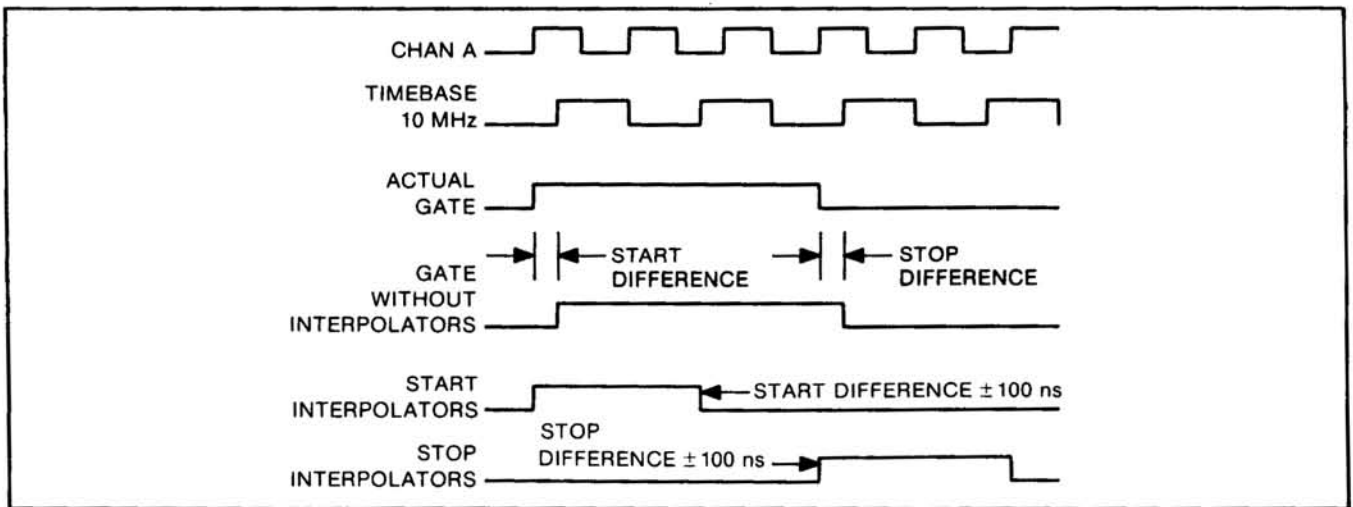 CHAN A
TIMEBASE
10 MHz
ACTUAL
GATE
START
DIFFERENCE
STOP
DIFFERENCE
GATE
WITHOUT
INTERPOLATORS
START
INTERPOLATORS
START DIFFERENCE ±100 ns
STOP
DIFFERENCE ±100 ns
STOP
INTERPOLATORS